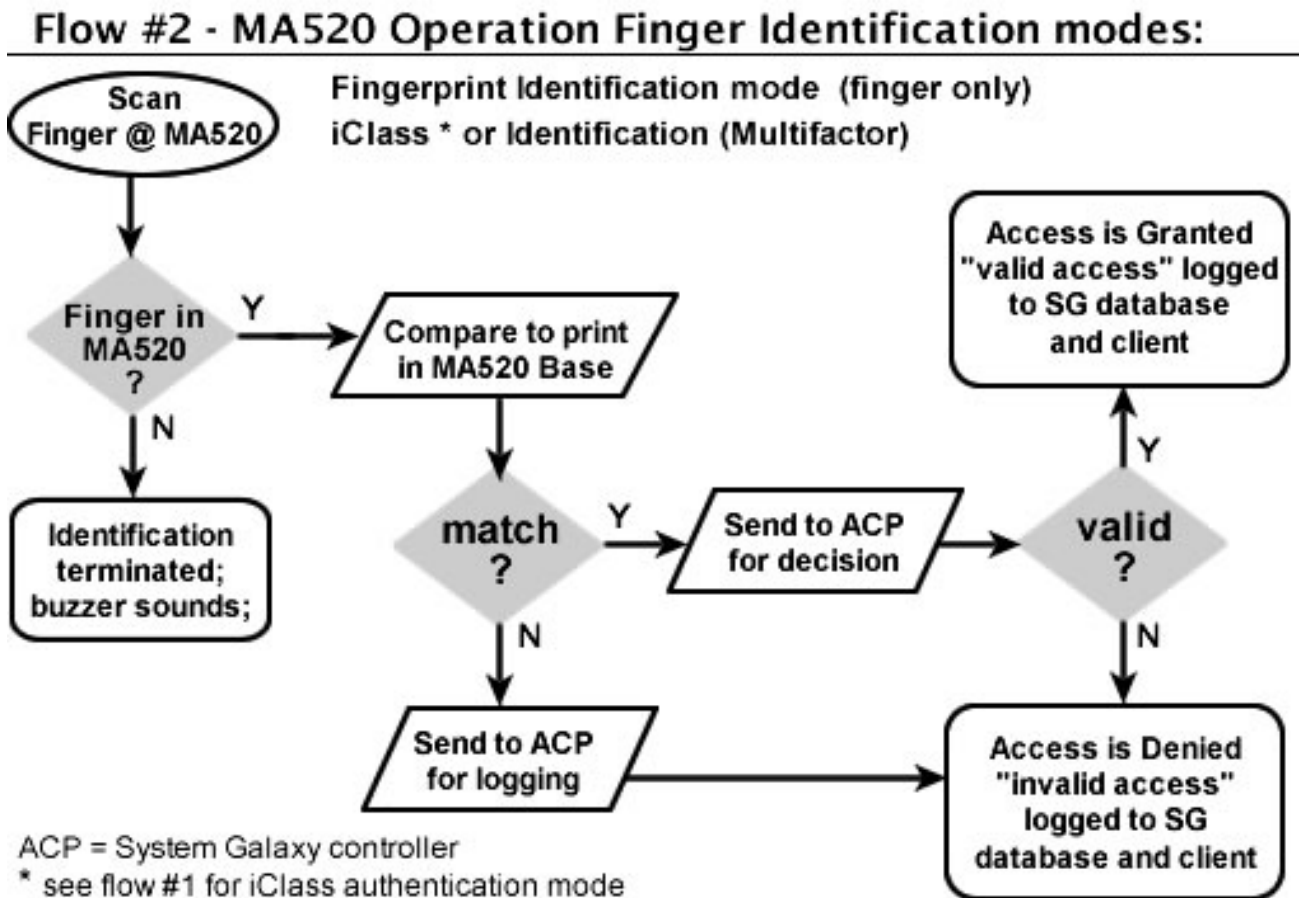 Flow #2 - MA520 Operation Finger Identification modes:
Scan
Finger @ MA520
Fingerprint Identification mode (finger only)
iClass * or Identification (Multifactor)
Finger in
MA520
?
Y
N
Identification
terminated;
buzzer sounds;
Compare to print
in MA520 Base
match
?
Y
N
Send to ACP
for decision
valid
?
Y
N
Access is Granted
"valid access" logged
to SG database
and client
Send to ACP
for logging
Access is Denied
"invalid access"
logged to SG
database and client
ACP = System Galaxy controller
* see flow #1 for iClass authentication mode